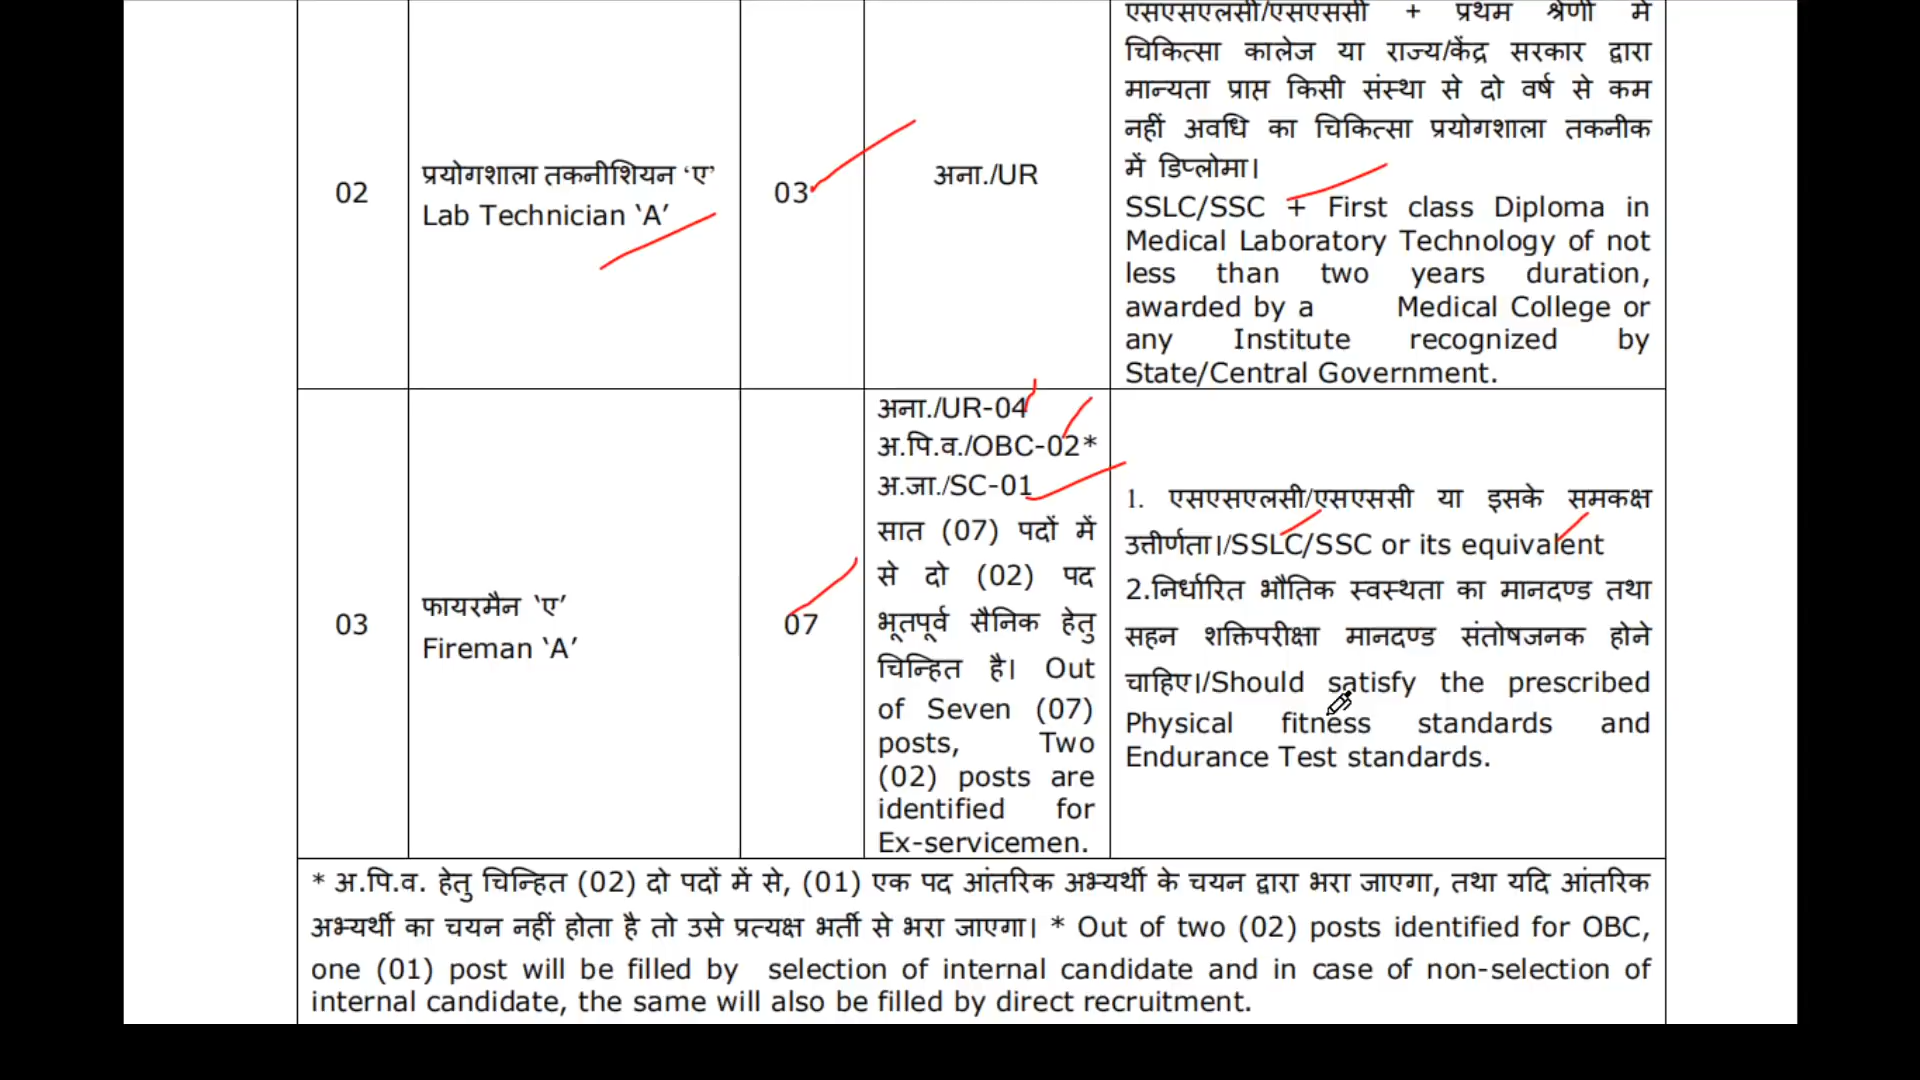 एसएसएलसी/एसएससी + प्रथम श्रेणी में
चिकित्सा कालेज या राज्य/केंद्र सरकार द्वारा
मान्यता प्राप्त किसी संस्था से दो वर्ष से कम
नहीं अवधि का चिकित्सा प्रयोगशाला तकनीक
में डिप्लोमा।
SSLC/SSC + First class Diploma in
Medical Laboratory Technology of not
less than two years duration,
awarded by a Medical College or
any Institute recognized by
State/Central Government.
02
प्रयोगशाला तकनीशियन ‘ए’
Lab Technician ‘A’
03
अना./UR
03
फायरमैन ‘ए’
Fireman ‘A’
07
अना./UR-04
अ.पि.व./OBC-02*
अ.जा./SC-01
सात (07) पदों में
से दो (02) पद
भूतपूर्व सैनिक हेतु
चिन्हित है। Out
of Seven (07)
posts, Two
(02) posts are
identified for
Ex-servicemen.
1. एसएसएलसी/एसएससी या इसके समकक्ष
उत्तीर्णता।/SSLC/SSC or its equivalent
2.निर्धारित भौतिक स्वस्थता का मानदण्ड तथा
सहन शक्तिपरीक्षा मानदण्ड संतोषजनक होने
चाहिए।/Should satisfy the prescribed
Physical fitness standards and
Endurance Test standards.
* अ.पि.व. हेतु चिन्हित (02) दो पदों में से, (01) एक पद आंतरिक अभ्यर्थी के चयन द्वारा भरा जाएगा, तथा यदि आंतरिक
अभ्यर्थी का चयन नहीं होता है तो उसे प्रत्यक्ष भर्ती से भरा जाएगा। * Out of two (02) posts identified for OBC,
one (01) post will be filled by selection of internal candidate and in case of non-selection of
internal candidate, the same will also be filled by direct recruitment.